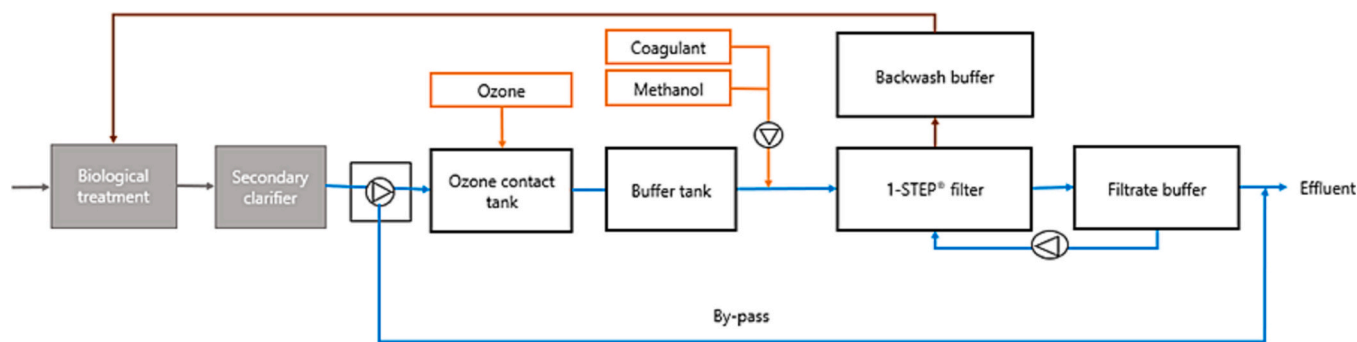 Coagulant
Methanol
Backwash buffer
Ozone
Biological
treatment
Secondary
clarifier
Ozone contact
tank
Buffer tank
1-STEP® filter
Filtrate buffer
Effluent
By-pass